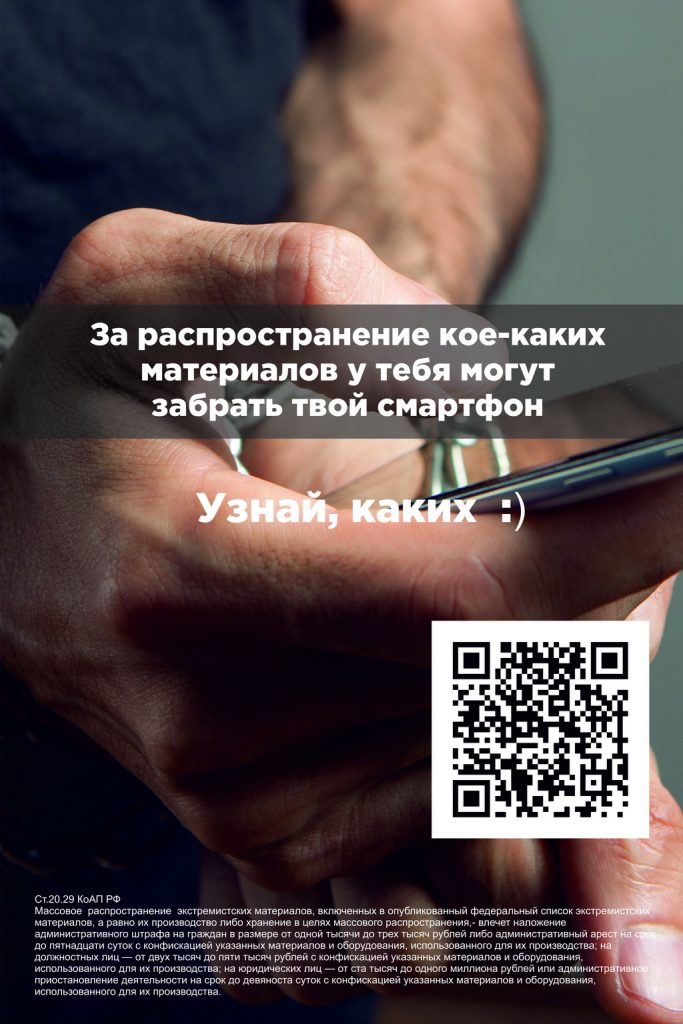 За распространение кое-каких
материалов у тебя могут
забрать твой смартфон
Узнай, каких :)
Ст.20.29 КоАП РФ
Массовое распространение экстремистских материалов, включенных в опубликованный федеральный список экстремистских
материалов, а равно их производство либо хранение в целях массового распространения,- влечет наложение
административного штрафа на граждан в размере от одной тысячи до трех тысяч рублей либо административный арест на срок
до пятнадцати суток с конфискацией указанных материалов и оборудования, использованного для их производства; на
должностных лиц — от двух тысяч до пяти тысяч рублей с конфискацией указанных материалов и оборудования,
использованного для их производства; на юридических лиц — от ста тысяч до одного миллиона рублей или административное
приостановление деятельности на срок до девяноста суток с конфискацией указанных материалов и оборудования,
использованного для их производства.